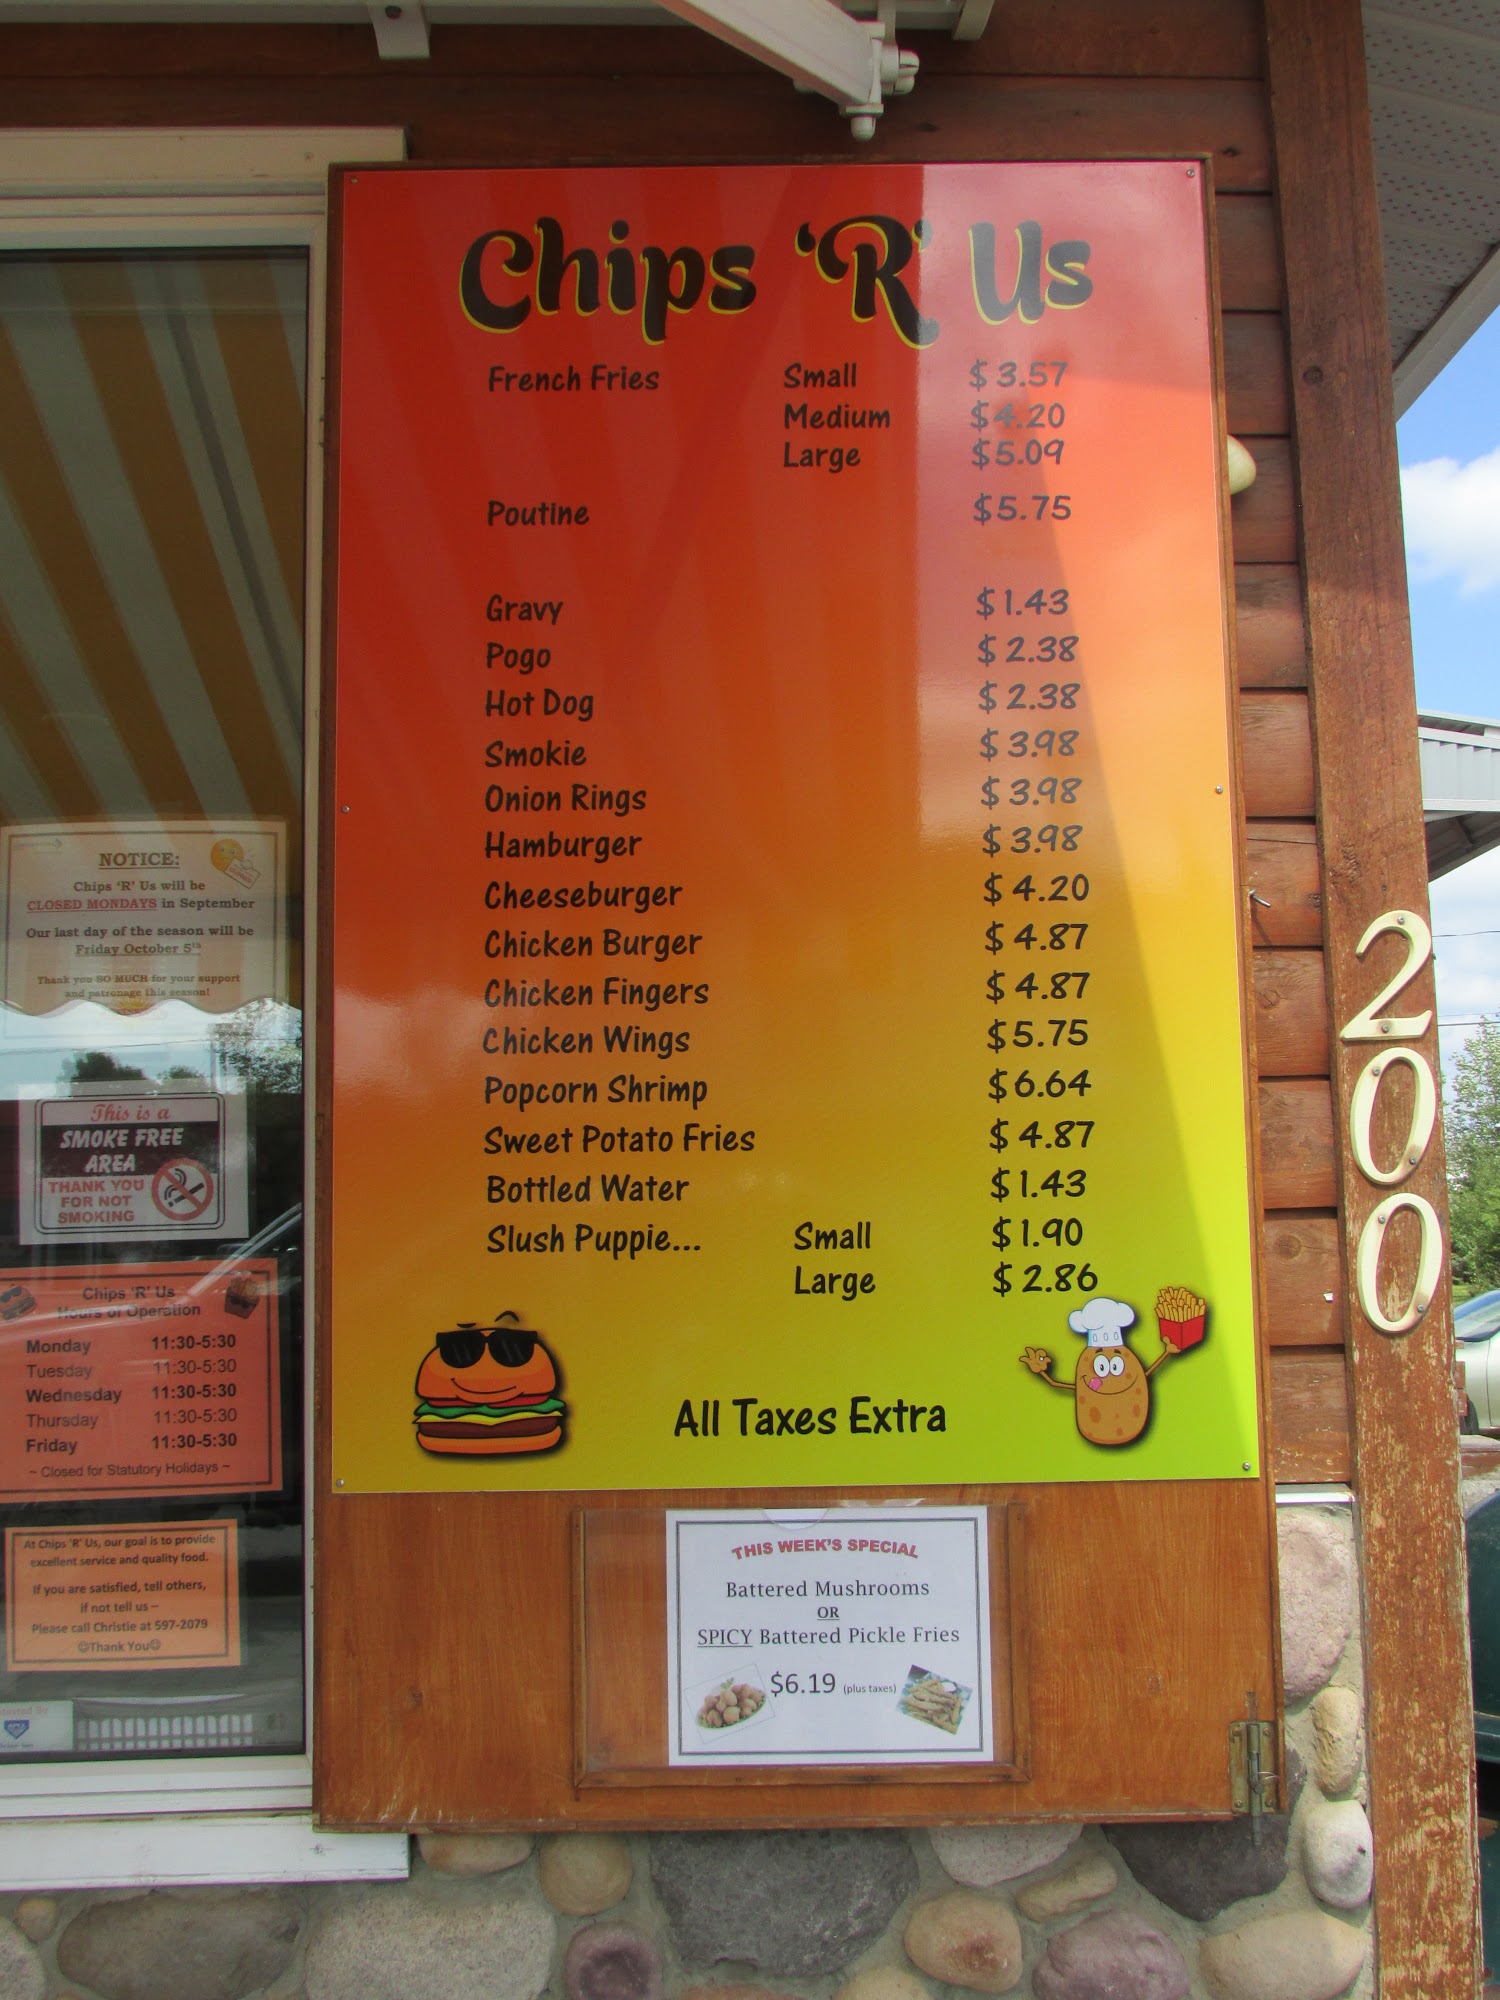 Chips 'R' Us
French Fries Small $3.57
Medium $4.20
Large $5.09
Poutine $5.75
Gravy $1.43
Pogo $2.38
Hot Dog $2.38
Smokie $3.98
Onion Rings $3.98
Hamburger $3.98
Cheeseburger $4.20
Chicken Burger $4.87
Chicken Fingers $4.87
Chicken Wings $5.75
Popcorn Shrimp $6.64
Sweet Potato Fries $4.87
Bottled Water $1.43
Slush Puppie... Small $1.90
Large $2.86
All Taxes Extra
THIS WEEK'S SPECIAL
Battered Mushrooms
OR
SPICY Battered Pickle Fries
$6.19 (plus taxes)
NOTICE:
Chips 'R' Us will be
CLOSED MONDAYS in September
Our last day of the season will be
Friday October 5th
Thank you SO MUCH for your support
and patronage this season!
This is a
SMOKE FREE
AREA
THANK YOU
FOR NOT
SMOKING
Chips 'R' Us
Hours of Operation
Monday 11:30-5:30
Tuesday 11:30-5:30
Wednesday 11:30-5:30
Thursday 11:30-5:30
Friday 11:30-5:30
~ Closed for Statutory Holidays ~
At Chips 'R' Us, our goal is to provide
excellent service and quality food.
If you are satisfied, tell others,
if not tell us –
Please call Christie at 597-2079
☺Thank You☺
200